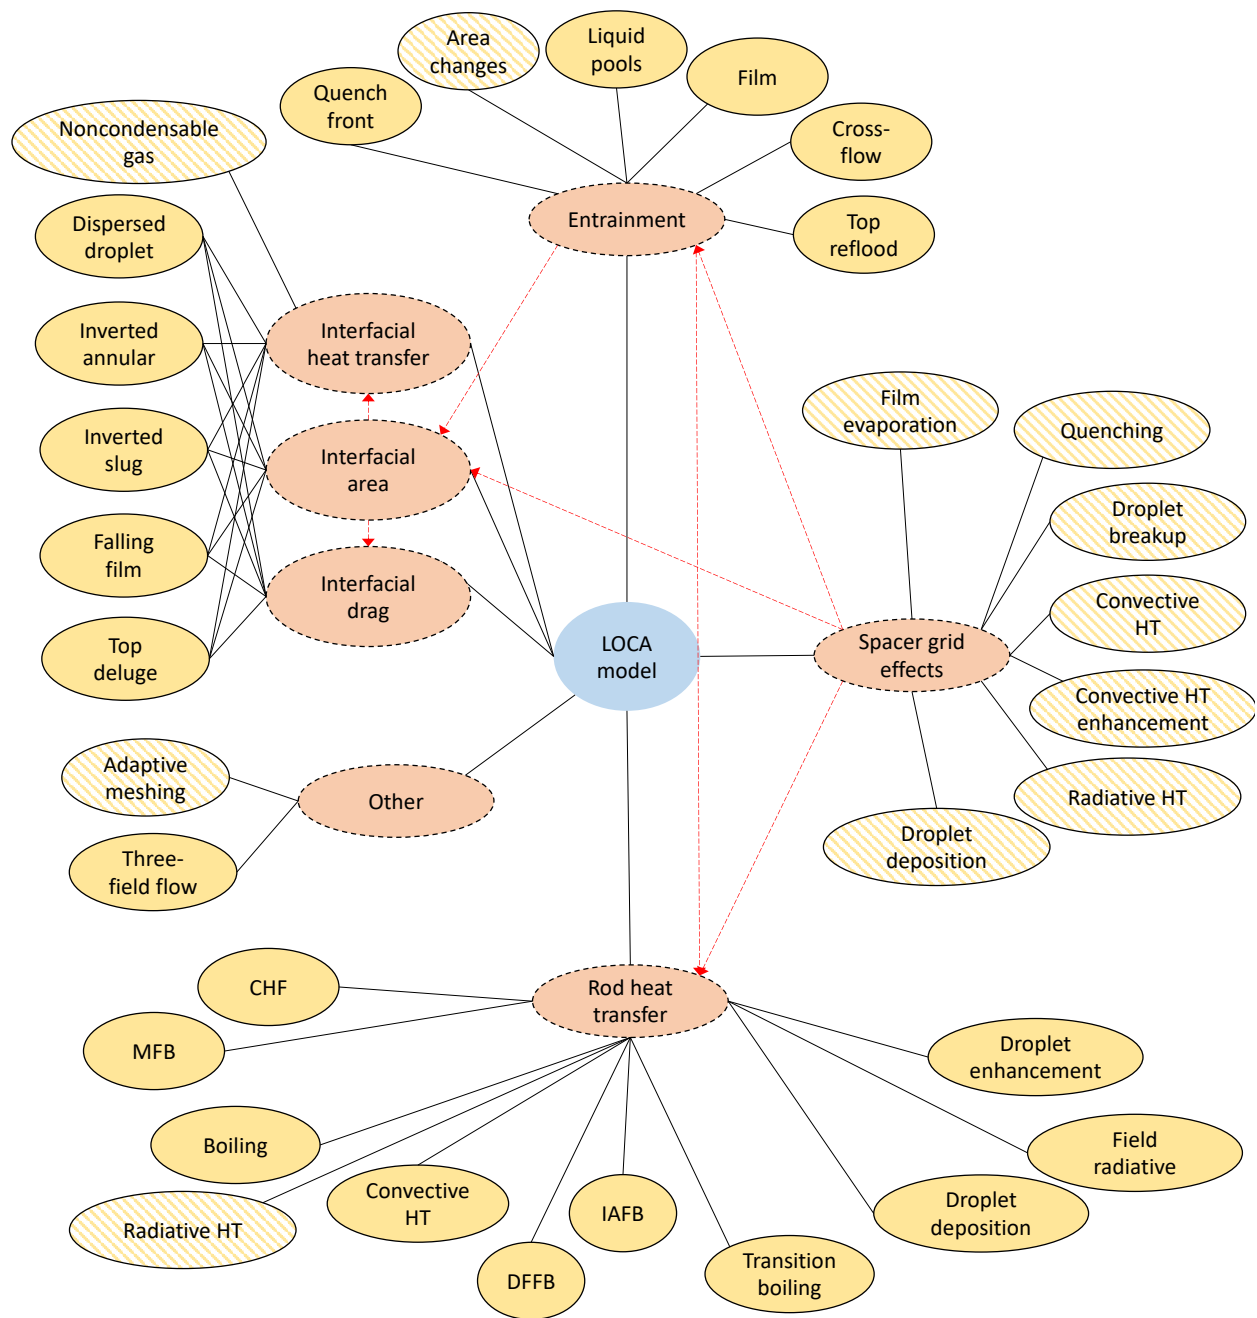 Area
changes
Liquid
pools
Film
Quench
front
Cross-
flow
Noncondensable
gas
Entrainment
Top
reflood
Dispersed
droplet
Interfacial
heat transfer
Inverted
annular
Interfacial
area
Inverted
slug
Film
evaporation
Quenching
Droplet
breakup
Falling
film
Interfacial
drag
Convective
HT
Top
deluge
LOCA
model
Spacer grid
effects
Convective HT
enhancement
Adaptive
meshing
Other
Radiative HT
Droplet
deposition
Three-
field flow
CHF
Rod heat
transfer
MFB
Droplet
enhancement
Boiling
Field
radiative
Radiative HT
Convective
HT
IAFB
Droplet
deposition
DFFB
Transition
boiling